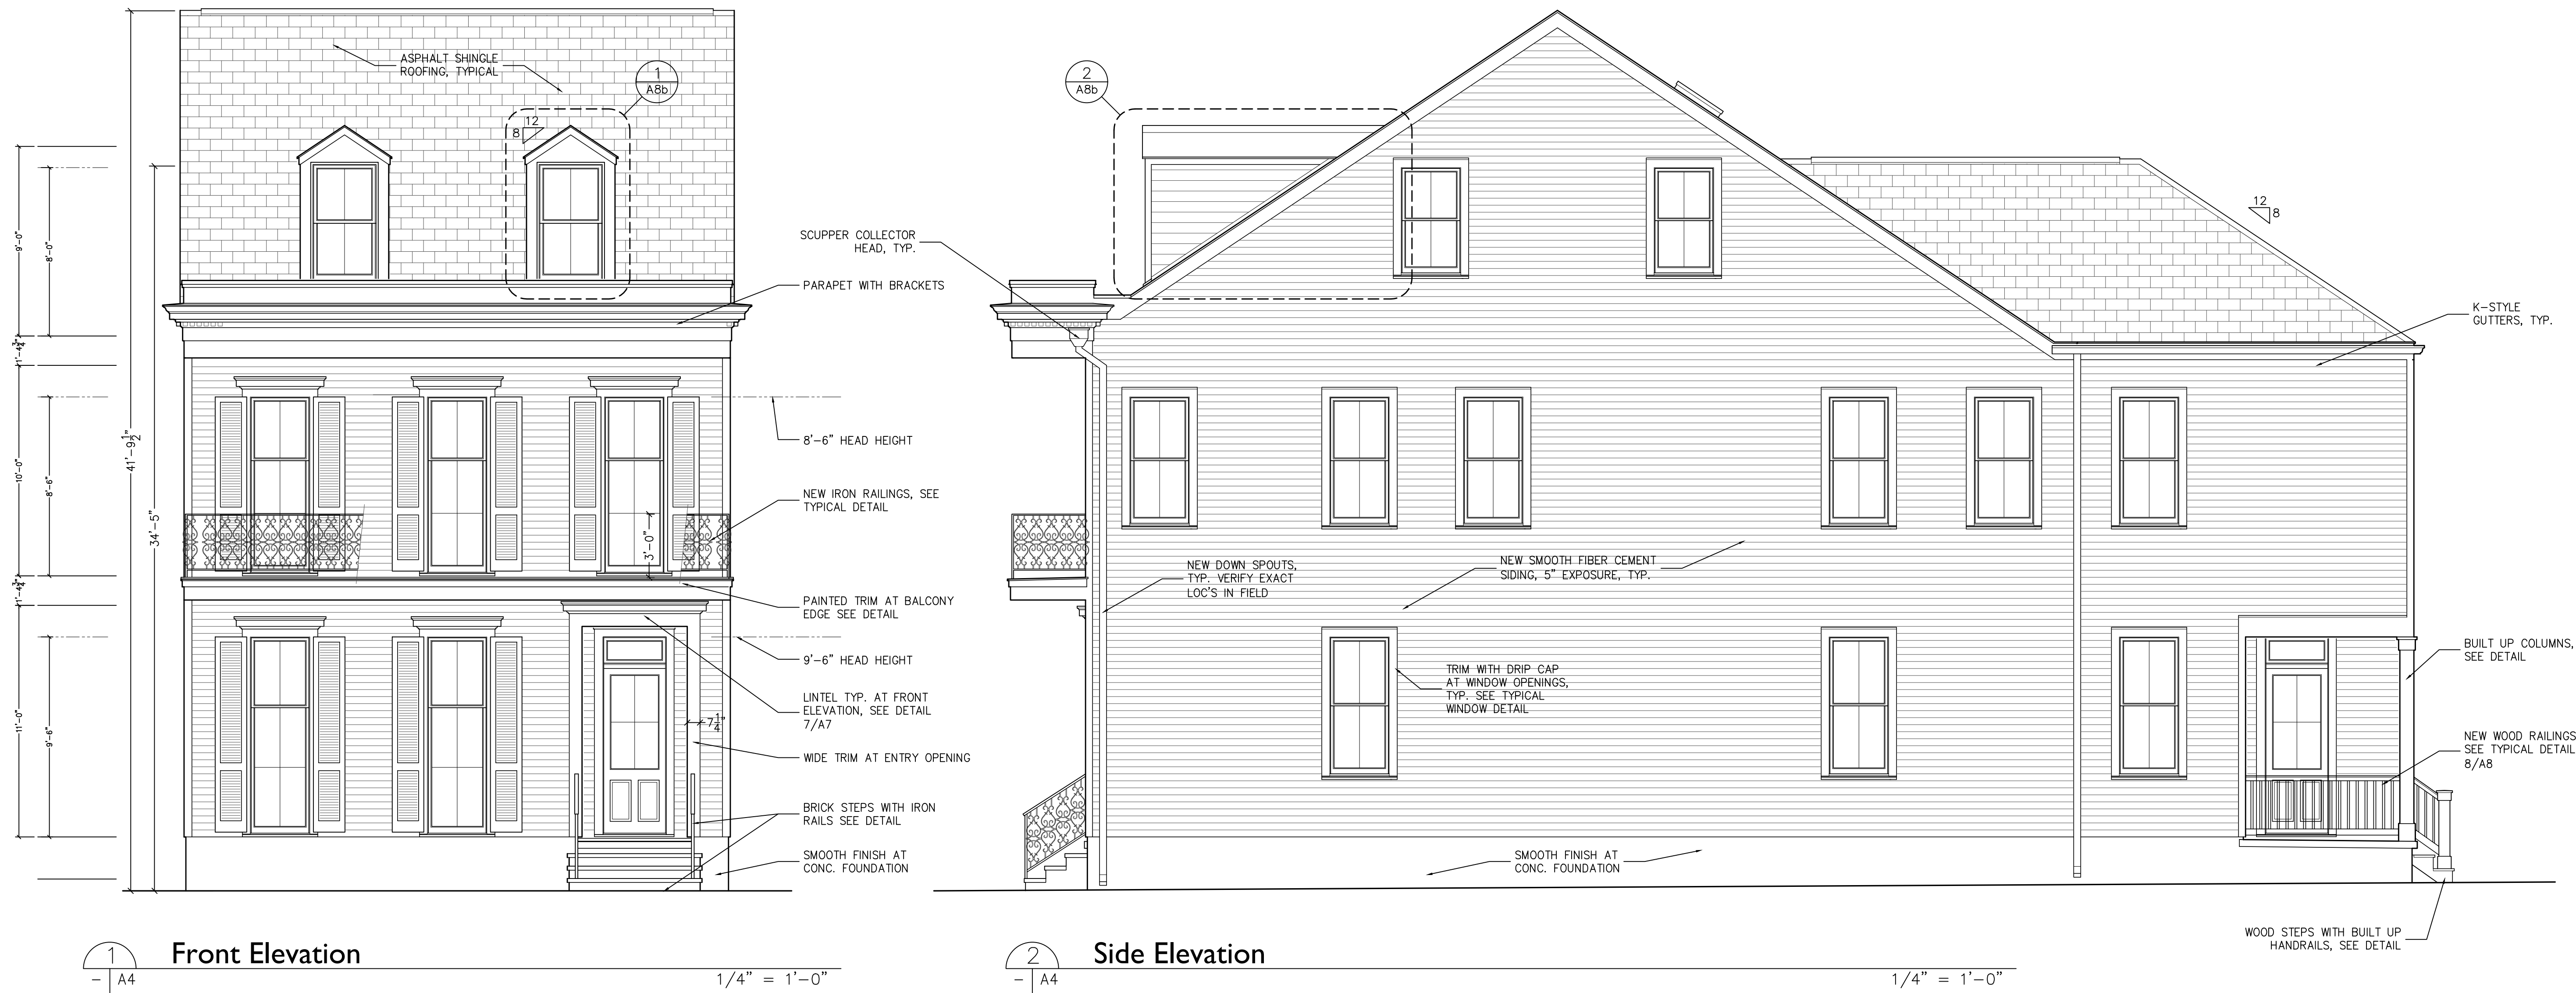 ASPHALT SHINGLE
ROOFING, TYPICAL
1
A8b
12
8
9'-0"
8'-0"
1'-4 3/4"
10'-0"
8'-6"
1'-4 3/4"
11'-0"
9'-6"
41'-9 1/2"
34'-5"
3'-0"
7 1/4"
SCUPPER COLLECTOR
HEAD, TYP.
PARAPET WITH BRACKETS
8'-6" HEAD HEIGHT
NEW IRON RAILINGS, SEE
TYPICAL DETAIL
PAINTED TRIM AT BALCONY
EDGE SEE DETAIL
9'-6" HEAD HEIGHT
LINTEL TYP. AT FRONT
ELEVATION, SEE DETAIL
7/A7
WIDE TRIM AT ENTRY OPENING
BRICK STEPS WITH IRON
RAILS SEE DETAIL
SMOOTH FINISH AT
CONC. FOUNDATION
1
Front Elevation
- A4
1/4" = 1'-0"
2
A8b
12
8
K-STYLE
GUTTERS, TYP.
NEW DOWN SPOUTS,
TYP. VERIFY EXACT
LOC'S IN FIELD
NEW SMOOTH FIBER CEMENT
SIDING, 5" EXPOSURE, TYP.
TRIM WITH DRIP CAP
AT WINDOW OPENINGS,
TYP. SEE TYPICAL
WINDOW DETAIL
BUILT UP COLUMNS,
SEE DETAIL
NEW WOOD RAILINGS
SEE TYPICAL DETAIL
8/A8
SMOOTH FINISH AT
CONC. FOUNDATION
WOOD STEPS WITH BUILT UP
HANDRAILS, SEE DETAIL
2
Side Elevation
- A4
1/4" = 1'-0"